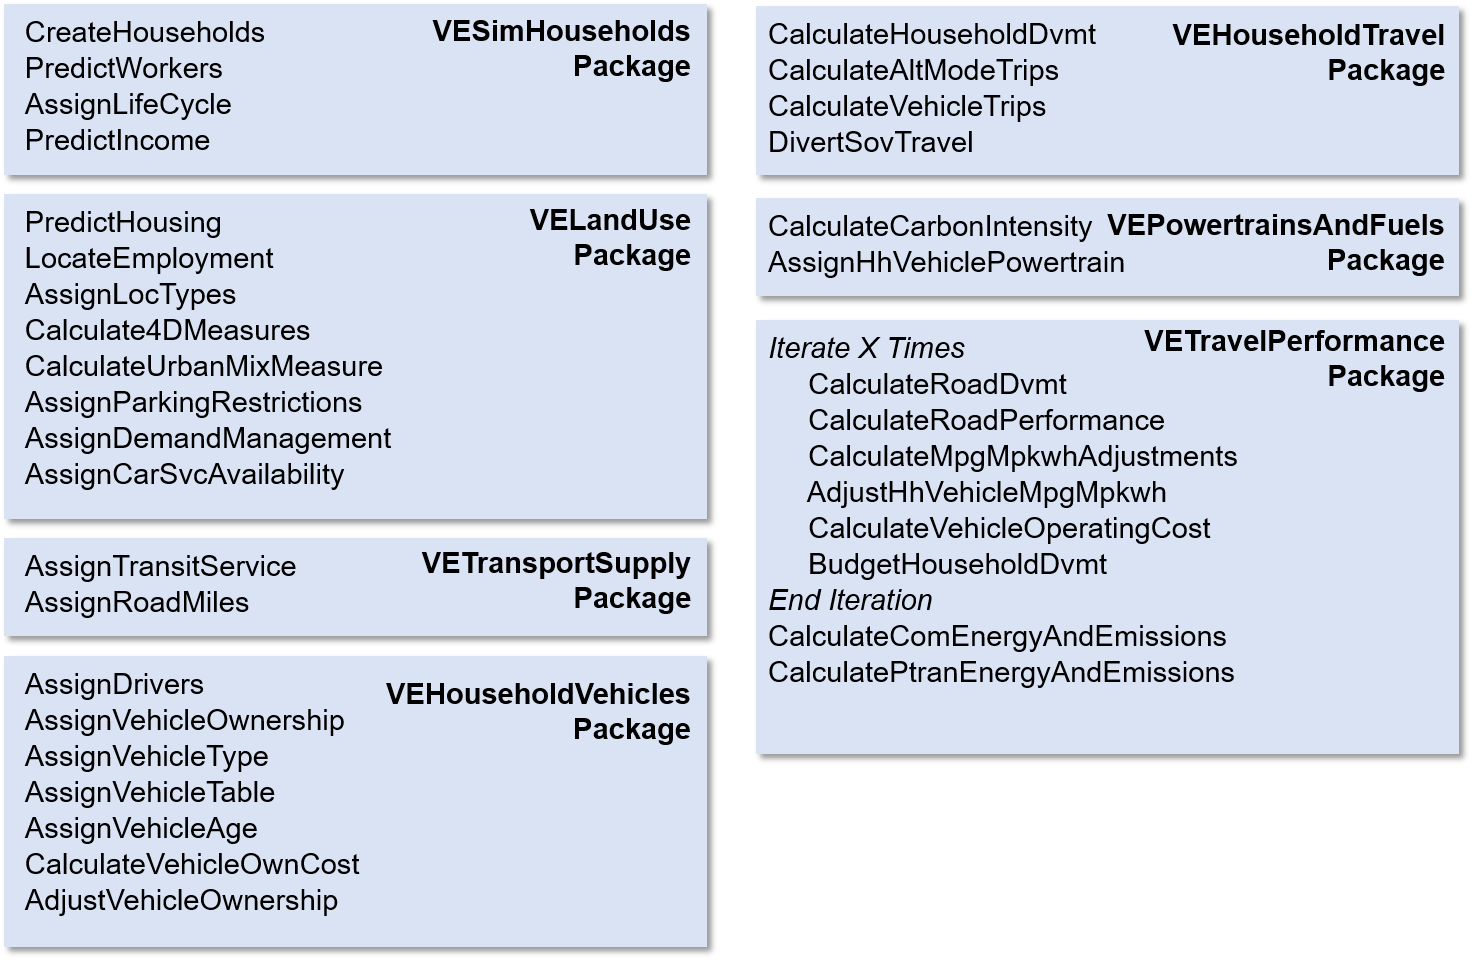 CreateHouseholds
PredictWorkers
AssignLifeCycle
PredictIncome
VESimHouseholds
Package
PredictHousing
LocateEmployment
AssignLocTypes
Calculate4DMeasures
CalculateUrbanMixMeasure
AssignParkingRestrictions
AssignDemandManagement
AssignCarSvcAvailability
VELandUse
Package
AssignTransitService
AssignRoadMiles
VETransportSupply
Package
AssignDrivers
AssignVehicleOwnership
AssignVehicleType
AssignVehicleTable
AssignVehicleAge
CalculateVehicleOwnCost
AdjustVehicleOwnership
VEHouseholdVehicles
Package
CalculateHouseholdDvmt
CalculateAltModeTrips
CalculateVehicleTrips
DivertSovTravel
VEHouseholdTravel
Package
CalculateCarbonIntensity
AssignHhVehiclePowertrain
VEPowertrainsAndFuels
Package
Iterate X Times
CalculateRoadDvmt
CalculateRoadPerformance
CalculateMpgMpkwhAdjustments
AdjustHhVehicleMpgMpkwh
CalculateVehicleOperatingCost
BudgetHouseholdDvmt
End Iteration
CalculateComEnergyAndEmissions
CalculatePtranEnergyAndEmissions
VETravelPerformance
Package